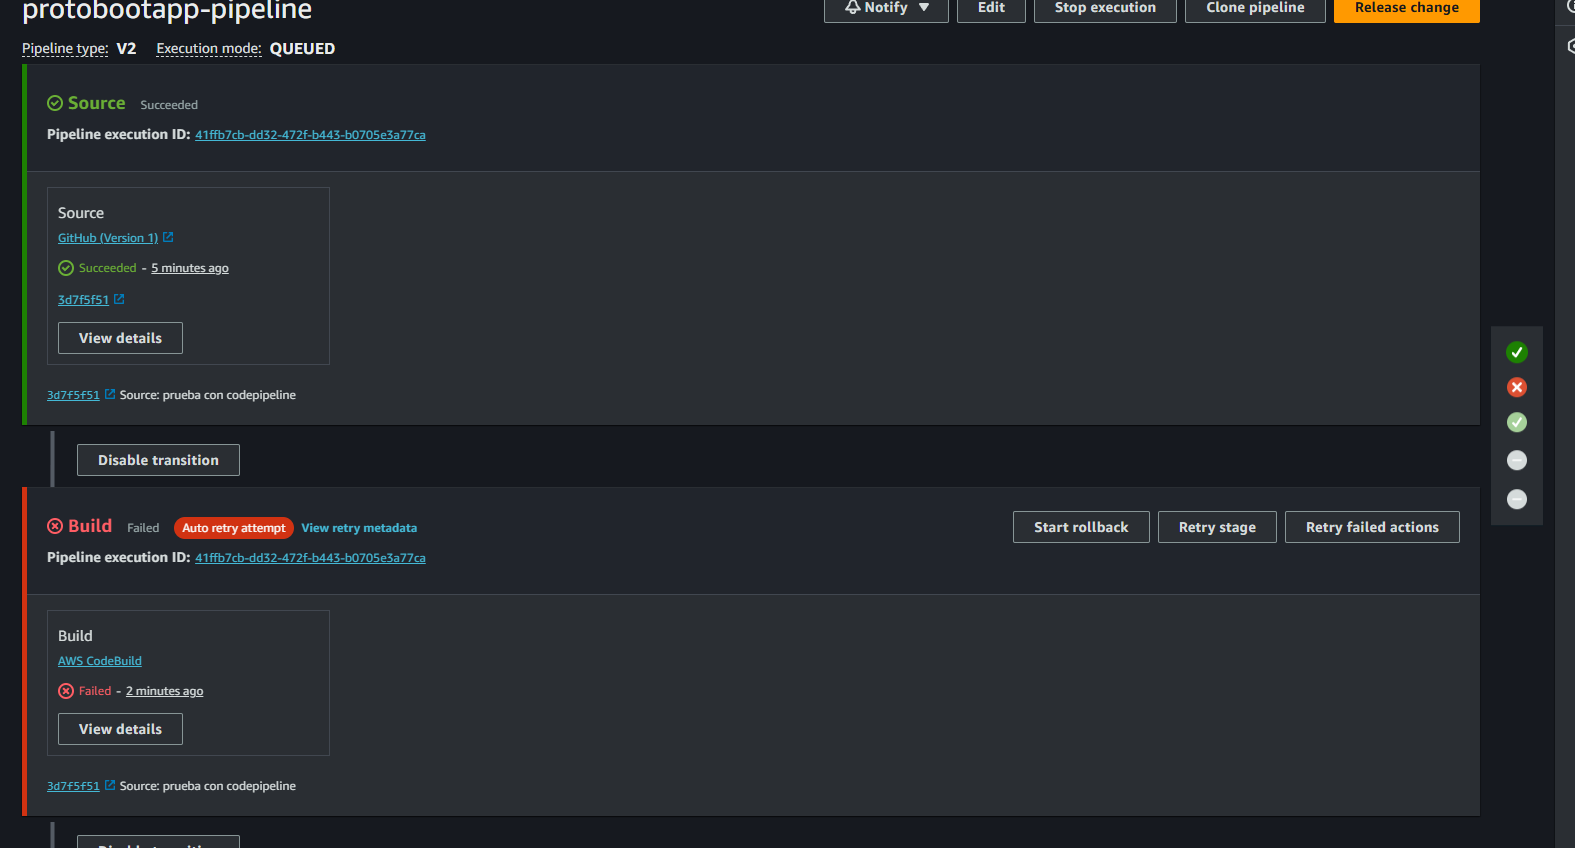 protobootapp-pipeline
Notify
Edit
Stop execution
Clone pipeline
Release change
Pipeline type: V2 Execution mode: QUEUED
Source Succeeded
Pipeline execution ID: 41ffb7cb-dd32-472f-b443-b0705e3a77ca
Source
GitHub (Version 1)
Succeeded - 5 minutes ago
3d7f5f51
View details
3d7f5f51 Source: prueba con codepipeline
Disable transition
Build Failed Auto retry attempt View retry metadata
Start rollback
Retry stage
Retry failed actions
Pipeline execution ID: 41ffb7cb-dd32-472f-b443-b0705e3a77ca
Build
AWS CodeBuild
Failed - 2 minutes ago
View details
3d7f5f51 Source: prueba con codepipeline